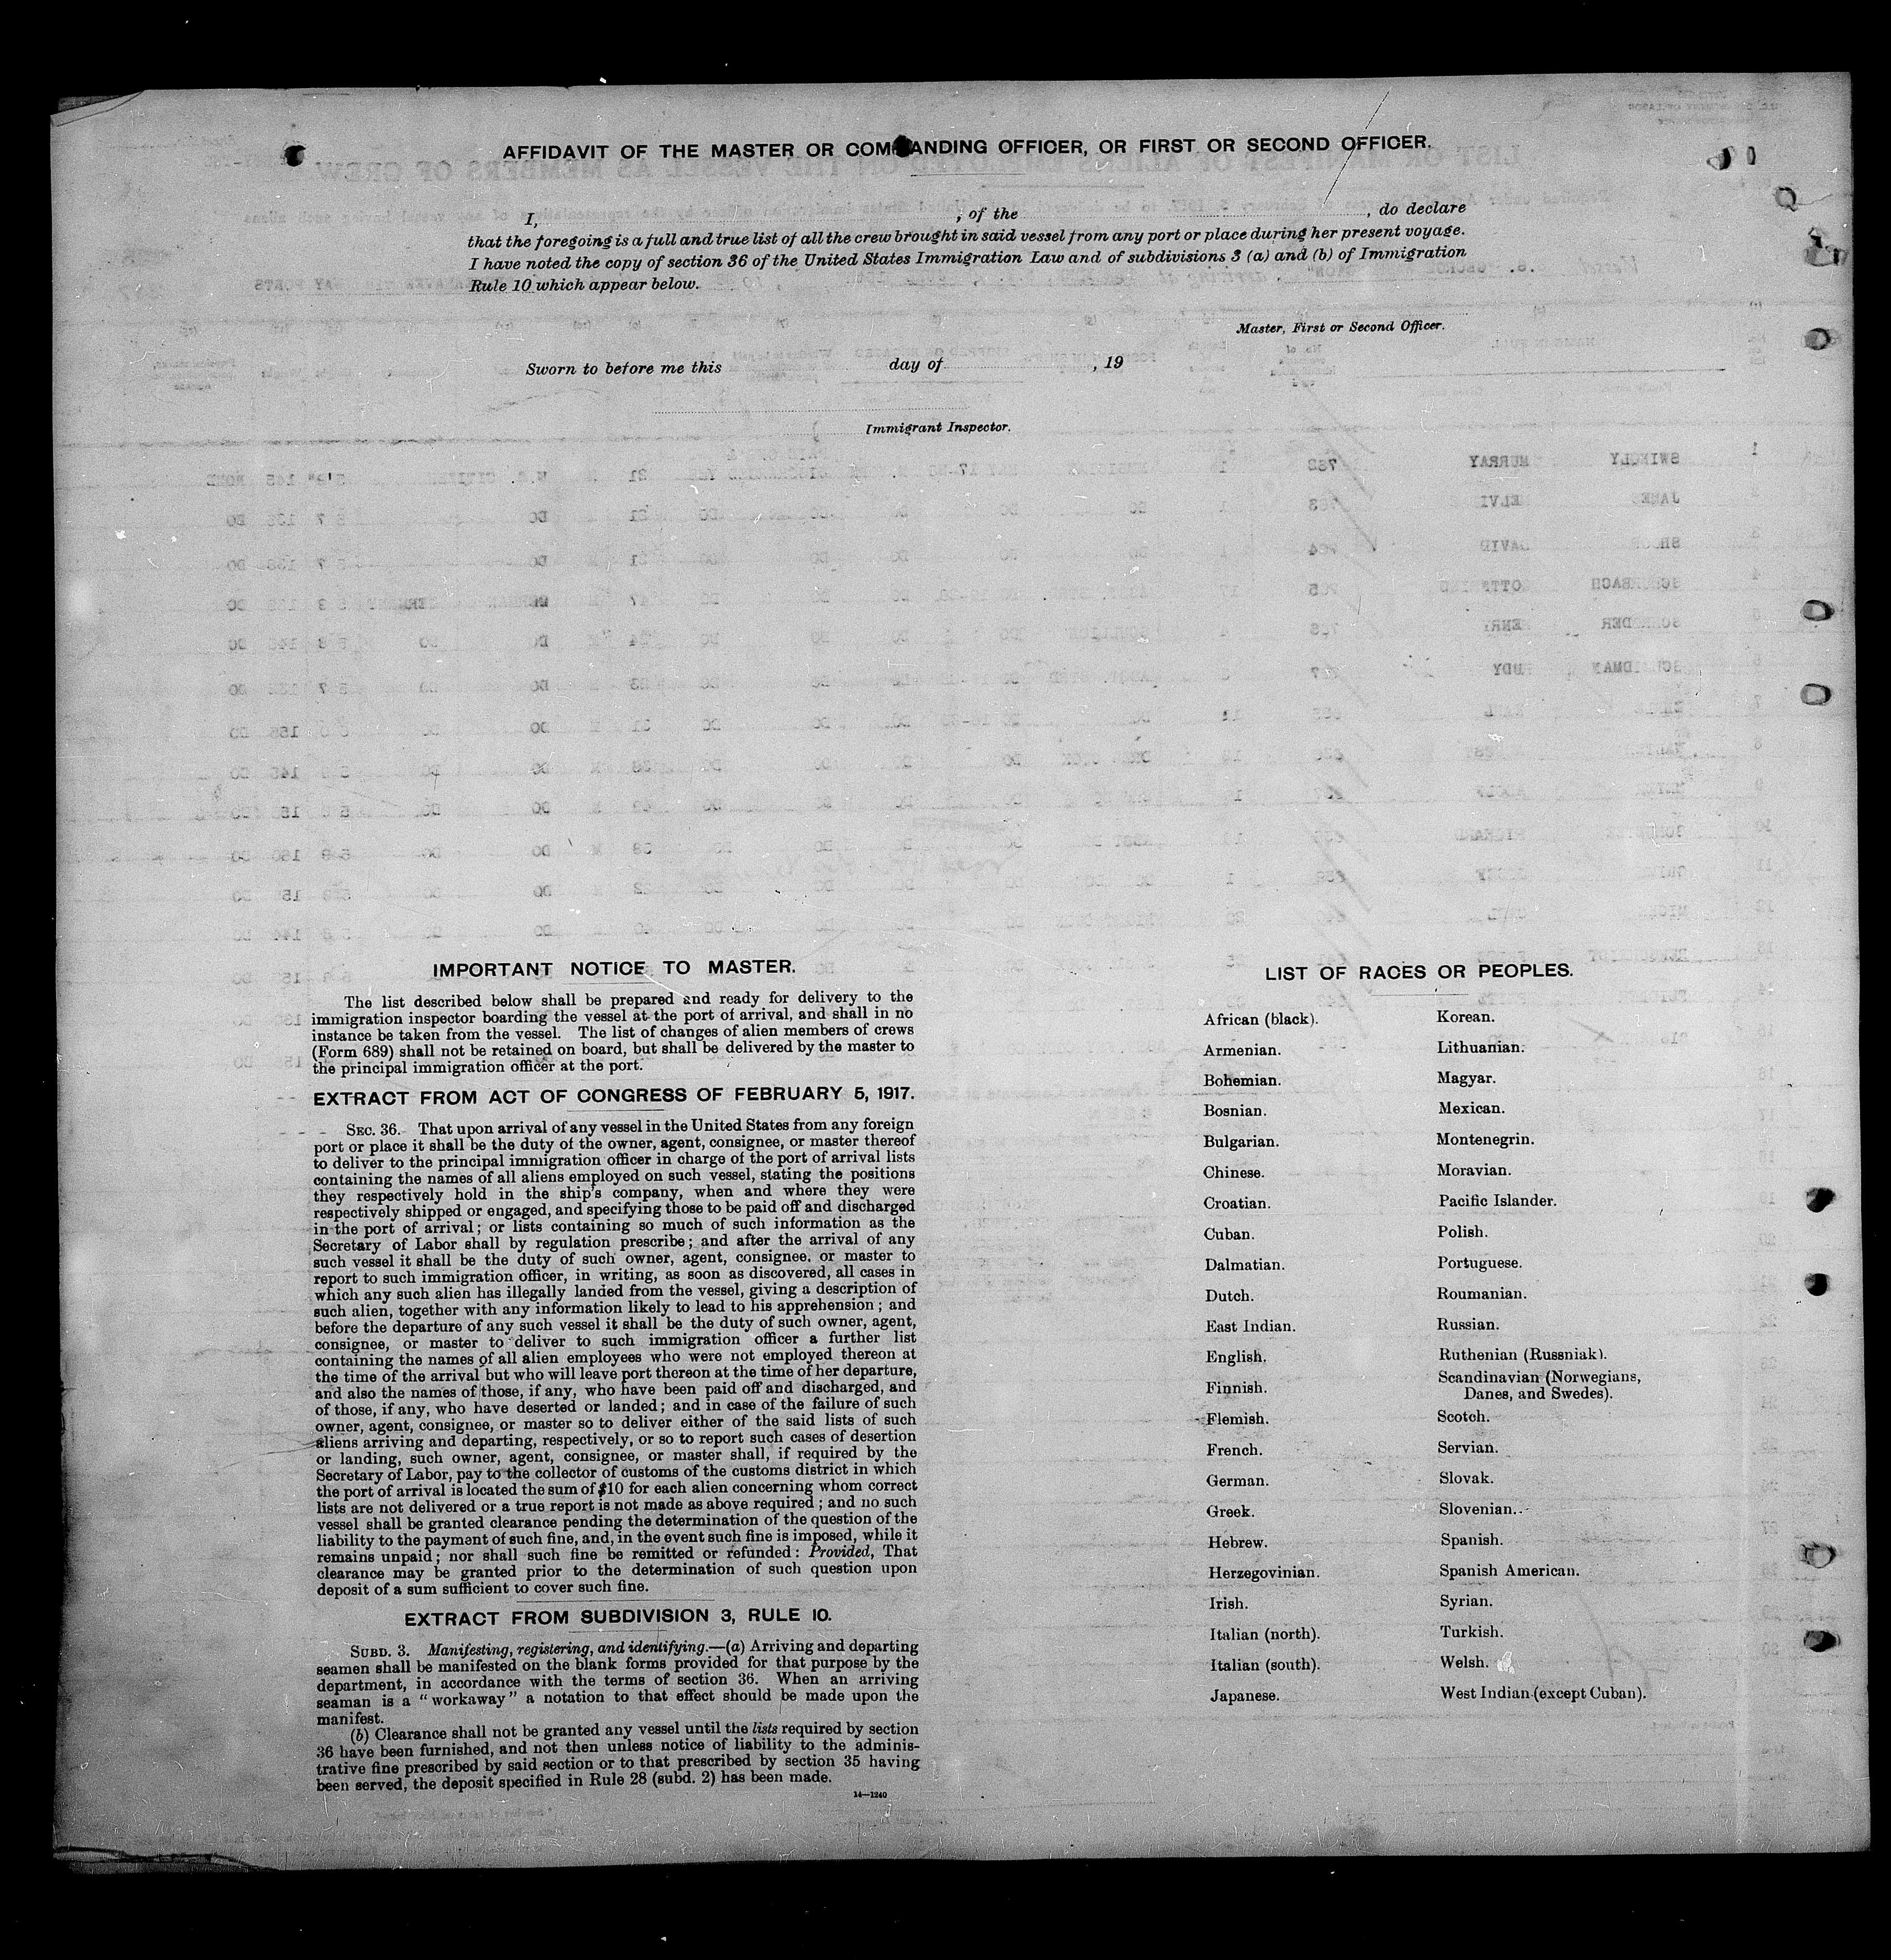 AFFIDAVIT OF THE MASTER OR COMMANDING OFFICER, OR FIRST OR SECOND OFFICER.
I, , of the , do declare
that the foregoing is a full and true list of all the crew brought in said vessel from any port or place during her present voyage.
I have noted the copy of section 36 of the United States Immigration Law and of subdivisions 3 (a) and (b) of Immigration
Rule 10 which appear below.
Master, First or Second Officer.
Sworn to before me this day of , 19
Immigrant Inspector.
IMPORTANT NOTICE TO MASTER.
The list described below shall be prepared and ready for delivery to the
immigration inspector boarding the vessel at the port of arrival, and shall in no
instance be taken from the vessel. The list of changes of alien members of crews
(Form 689) shall not be retained on board, but shall be delivered by the master to
the principal immigration officer at the port.
EXTRACT FROM ACT OF CONGRESS OF FEBRUARY 5, 1917.
SEC. 36. That upon arrival of any vessel in the United States from any foreign
port or place it shall be the duty of the owner, agent, consignee, or master thereof
to deliver to the principal immigration officer in charge of the port of arrival lists
containing the names of all aliens employed on such vessel, stating the positions
they respectively hold in the ship's company, when and where they were
respectively shipped or engaged, and specifying those to be paid off and discharged
in the port of arrival; or lists containing so much of such information as the
Secretary of Labor shall by regulation prescribe; and after the arrival of any
such vessel it shall be the duty of such owner, agent, consignee, or master to
report to such immigration officer, in writing, as soon as discovered, all cases in
which any such alien has illegally landed from the vessel, giving a description of
such alien, together with any information likely to lead to his apprehension; and
before the departure of any such vessel it shall be the duty of such owner, agent,
consignee, or master to deliver to such immigration officer a further list
containing the names of all alien employees who were not employed thereon at
the time of the arrival but who will leave port thereon at the time of her departure,
and also the names of those, if any, who have been paid off and discharged, and
of those, if any, who have deserted or landed; and in case of the failure of such
owner, agent, consignee, or master so to deliver either of the said lists of such
aliens arriving and departing, respectively, or so to report such cases of desertion
or landing, such owner, agent, consignee, or master shall, if required by the
Secretary of Labor, pay to the collector of customs of the customs district in which
the port of arrival is located the sum of $10 for each alien concerning whom correct
lists are not delivered or a true report is not made as above required; and no such
vessel shall be granted clearance pending the determination of the question of the
liability to the payment of such fine, and, in the event such fine is imposed, while it
remains unpaid; nor shall such fine be remitted or refunded: Provided, That
clearance may be granted prior to the determination of such question upon
deposit of a sum sufficient to cover such fine.
EXTRACT FROM SUBDIVISION 3, RULE 10.
SUBD. 3. Manifesting, registering, and identifying.—(a) Arriving and departing
seamen shall be manifested on the blank forms provided for that purpose by the
department, in accordance with the terms of section 36. When an arriving
seaman is a "workaway" a notation to that effect should be made upon the
manifest.
(b) Clearance shall not be granted any vessel until the lists required by section
36 have been furnished, and not then unless notice of liability to the adminis-
trative fine prescribed by said section or to that prescribed by section 35 having
been served, the deposit specified in Rule 28 (subd. 2) has been made.
14—1240
LIST OF RACES OR PEOPLES.
African (black).
Armenian.
Bohemian.
Bosnian.
Bulgarian.
Chinese.
Croatian.
Cuban.
Dalmatian.
Dutch.
East Indian.
English.
Finnish.
Flemish.
French.
German.
Greek.
Hebrew.
Herzegovinian.
Irish.
Italian (north).
Italian (south).
Japanese.
Korean.
Lithuanian.
Magyar.
Mexican.
Montenegrin.
Moravian.
Pacific Islander.
Polish.
Portuguese.
Roumanian.
Russian.
Ruthenian (Russniak).
Scandinavian (Norwegians,
Danes, and Swedes).
Scotch.
Servian.
Slovak.
Slovenian.
Spanish.
Spanish American.
Syrian.
Turkish.
Welsh.
West Indian (except Cuban).